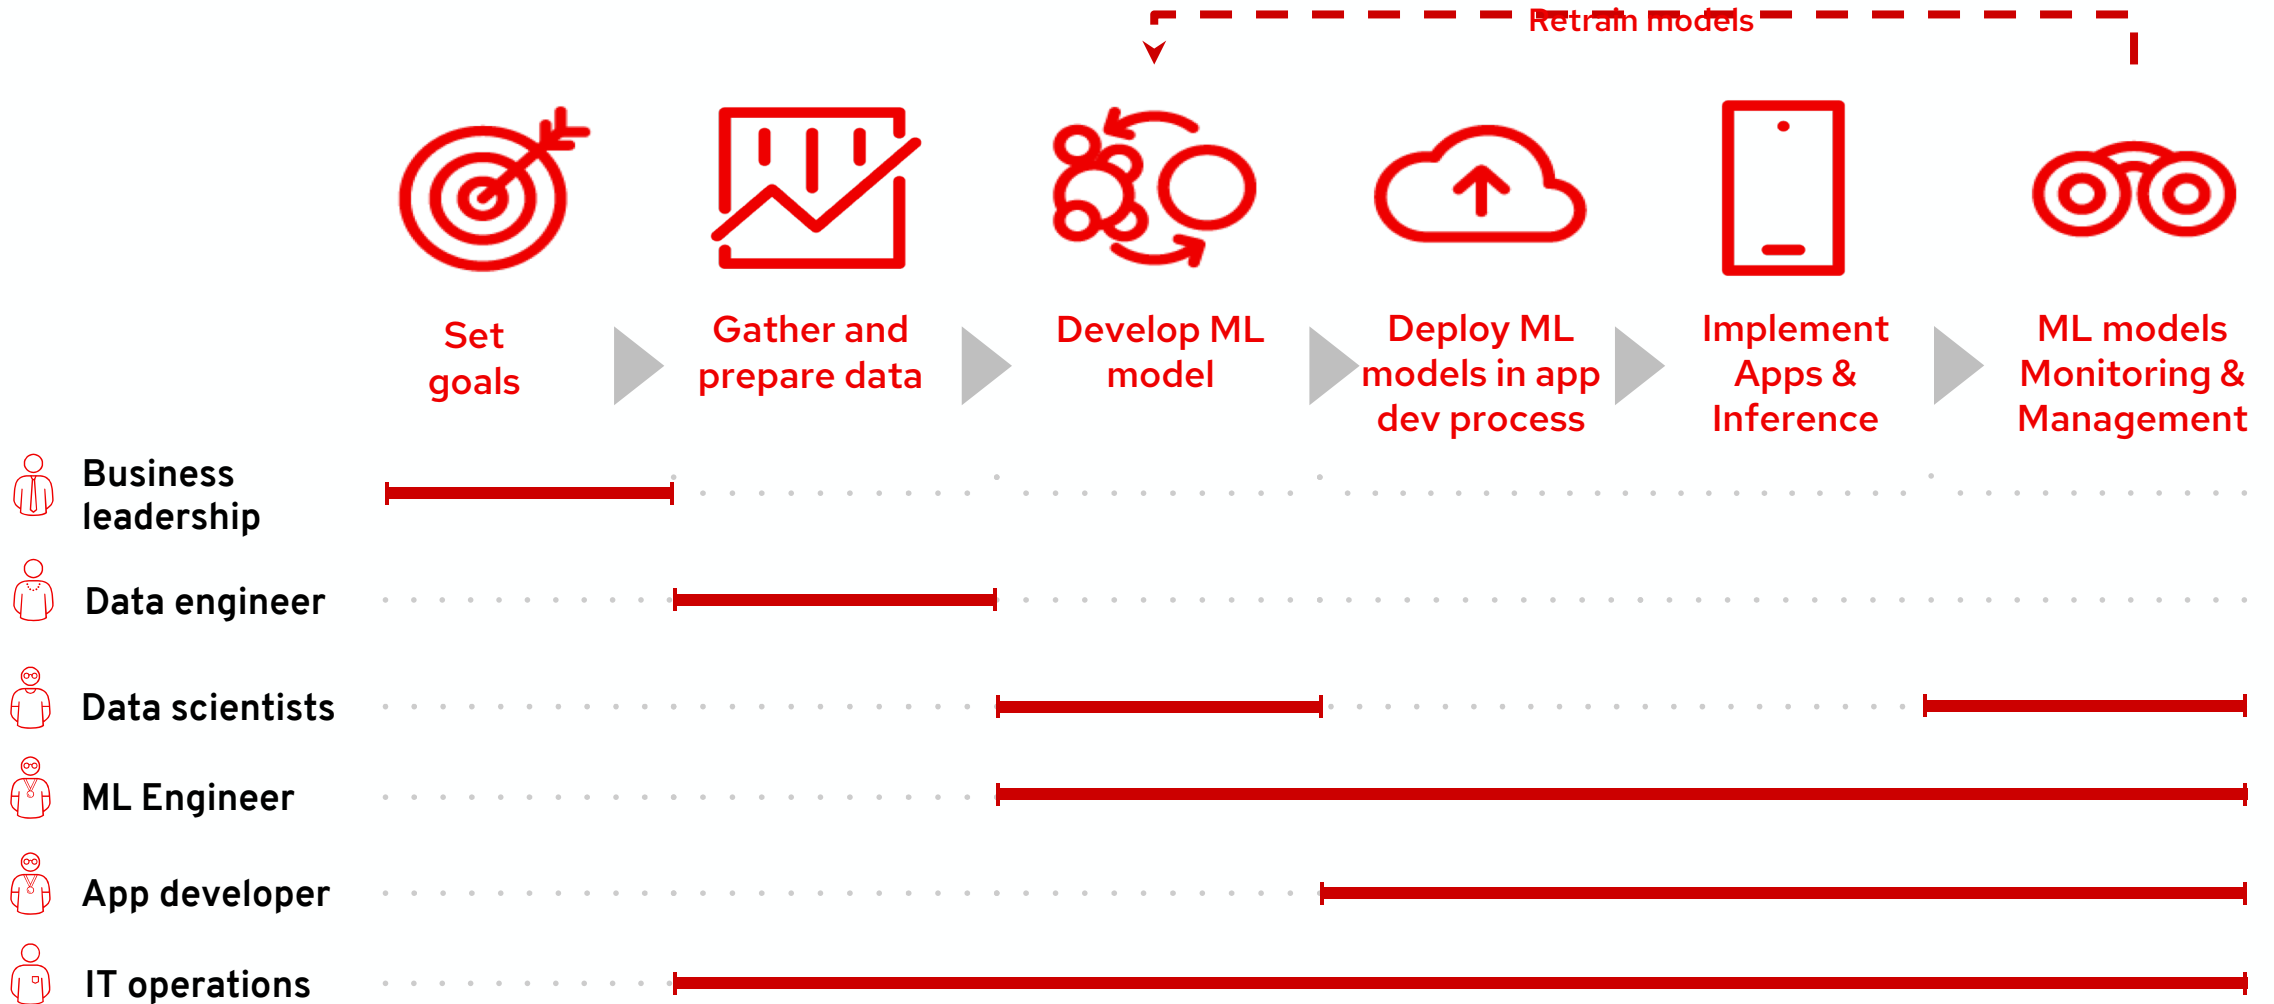 Retrain models
Set
goals
Gather and
prepare data
Develop ML
model
Deploy ML
models in app
dev process
Implement
Apps &
Inference
ML models
Monitoring &
Management
Business
leadership
Data engineer
Data scientists
ML Engineer
App developer
IT operations